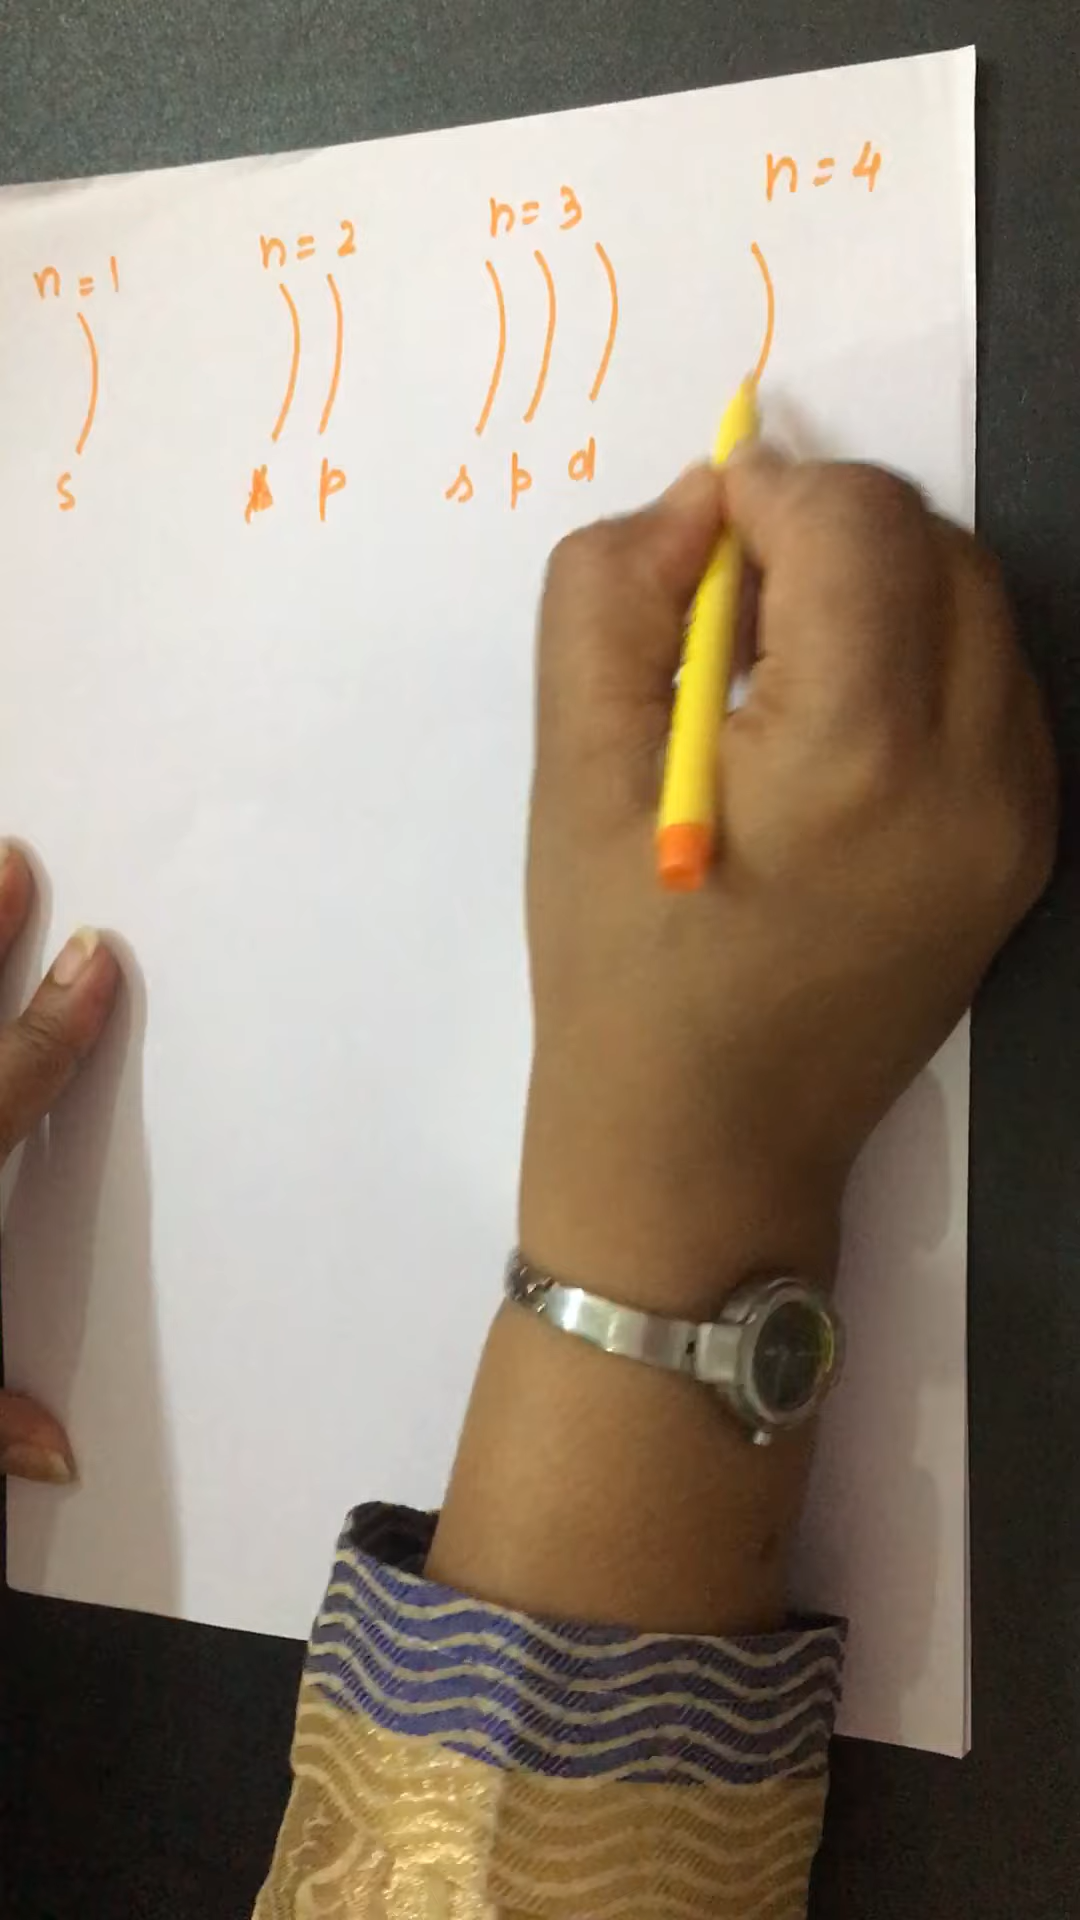 n = 1 n = 2 n = 3 n = 4
s s p s p d